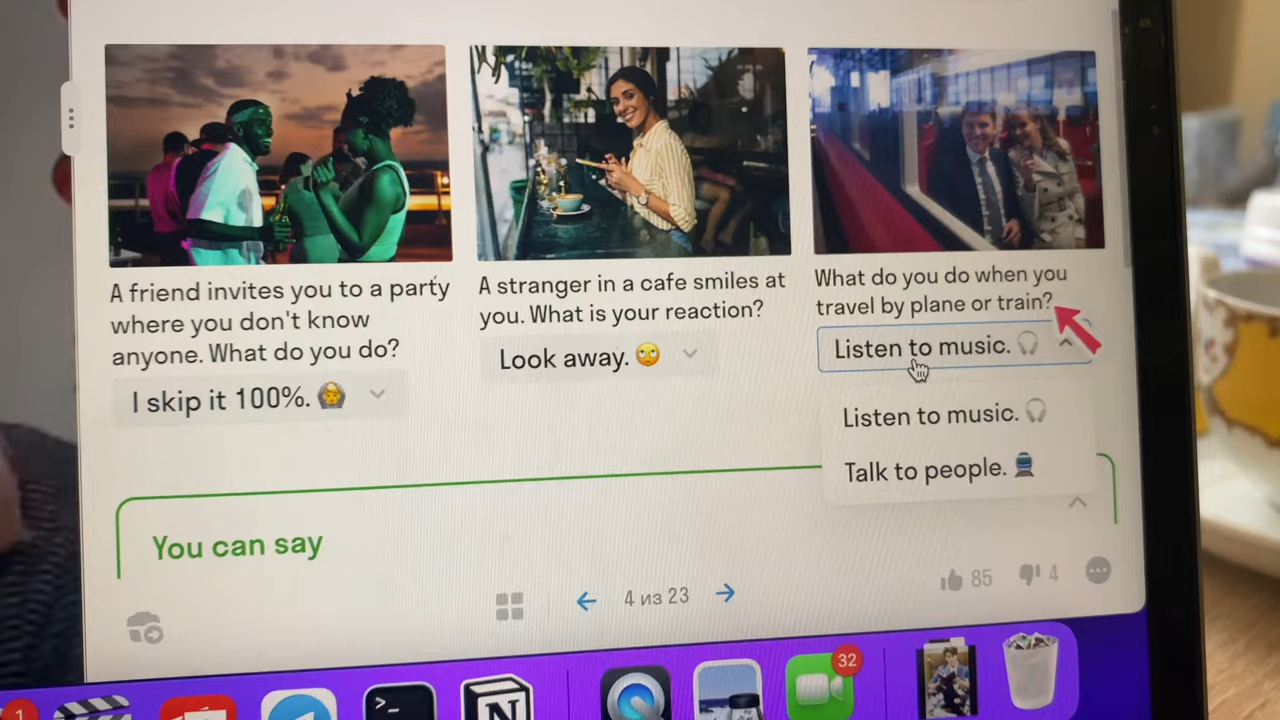 A friend invites you to a party
where you don't know
anyone. What do you do?
I skip it 100%. 🙆
A stranger in a cafe smiles at
you. What is your reaction?
Look away. 🙄
What do you do when you
travel by plane or train?
Listen to music. 🎧
Listen to music. 🎧
Talk to people. 🚆
You can say
4 из 23
85
4
1
>_
N
32